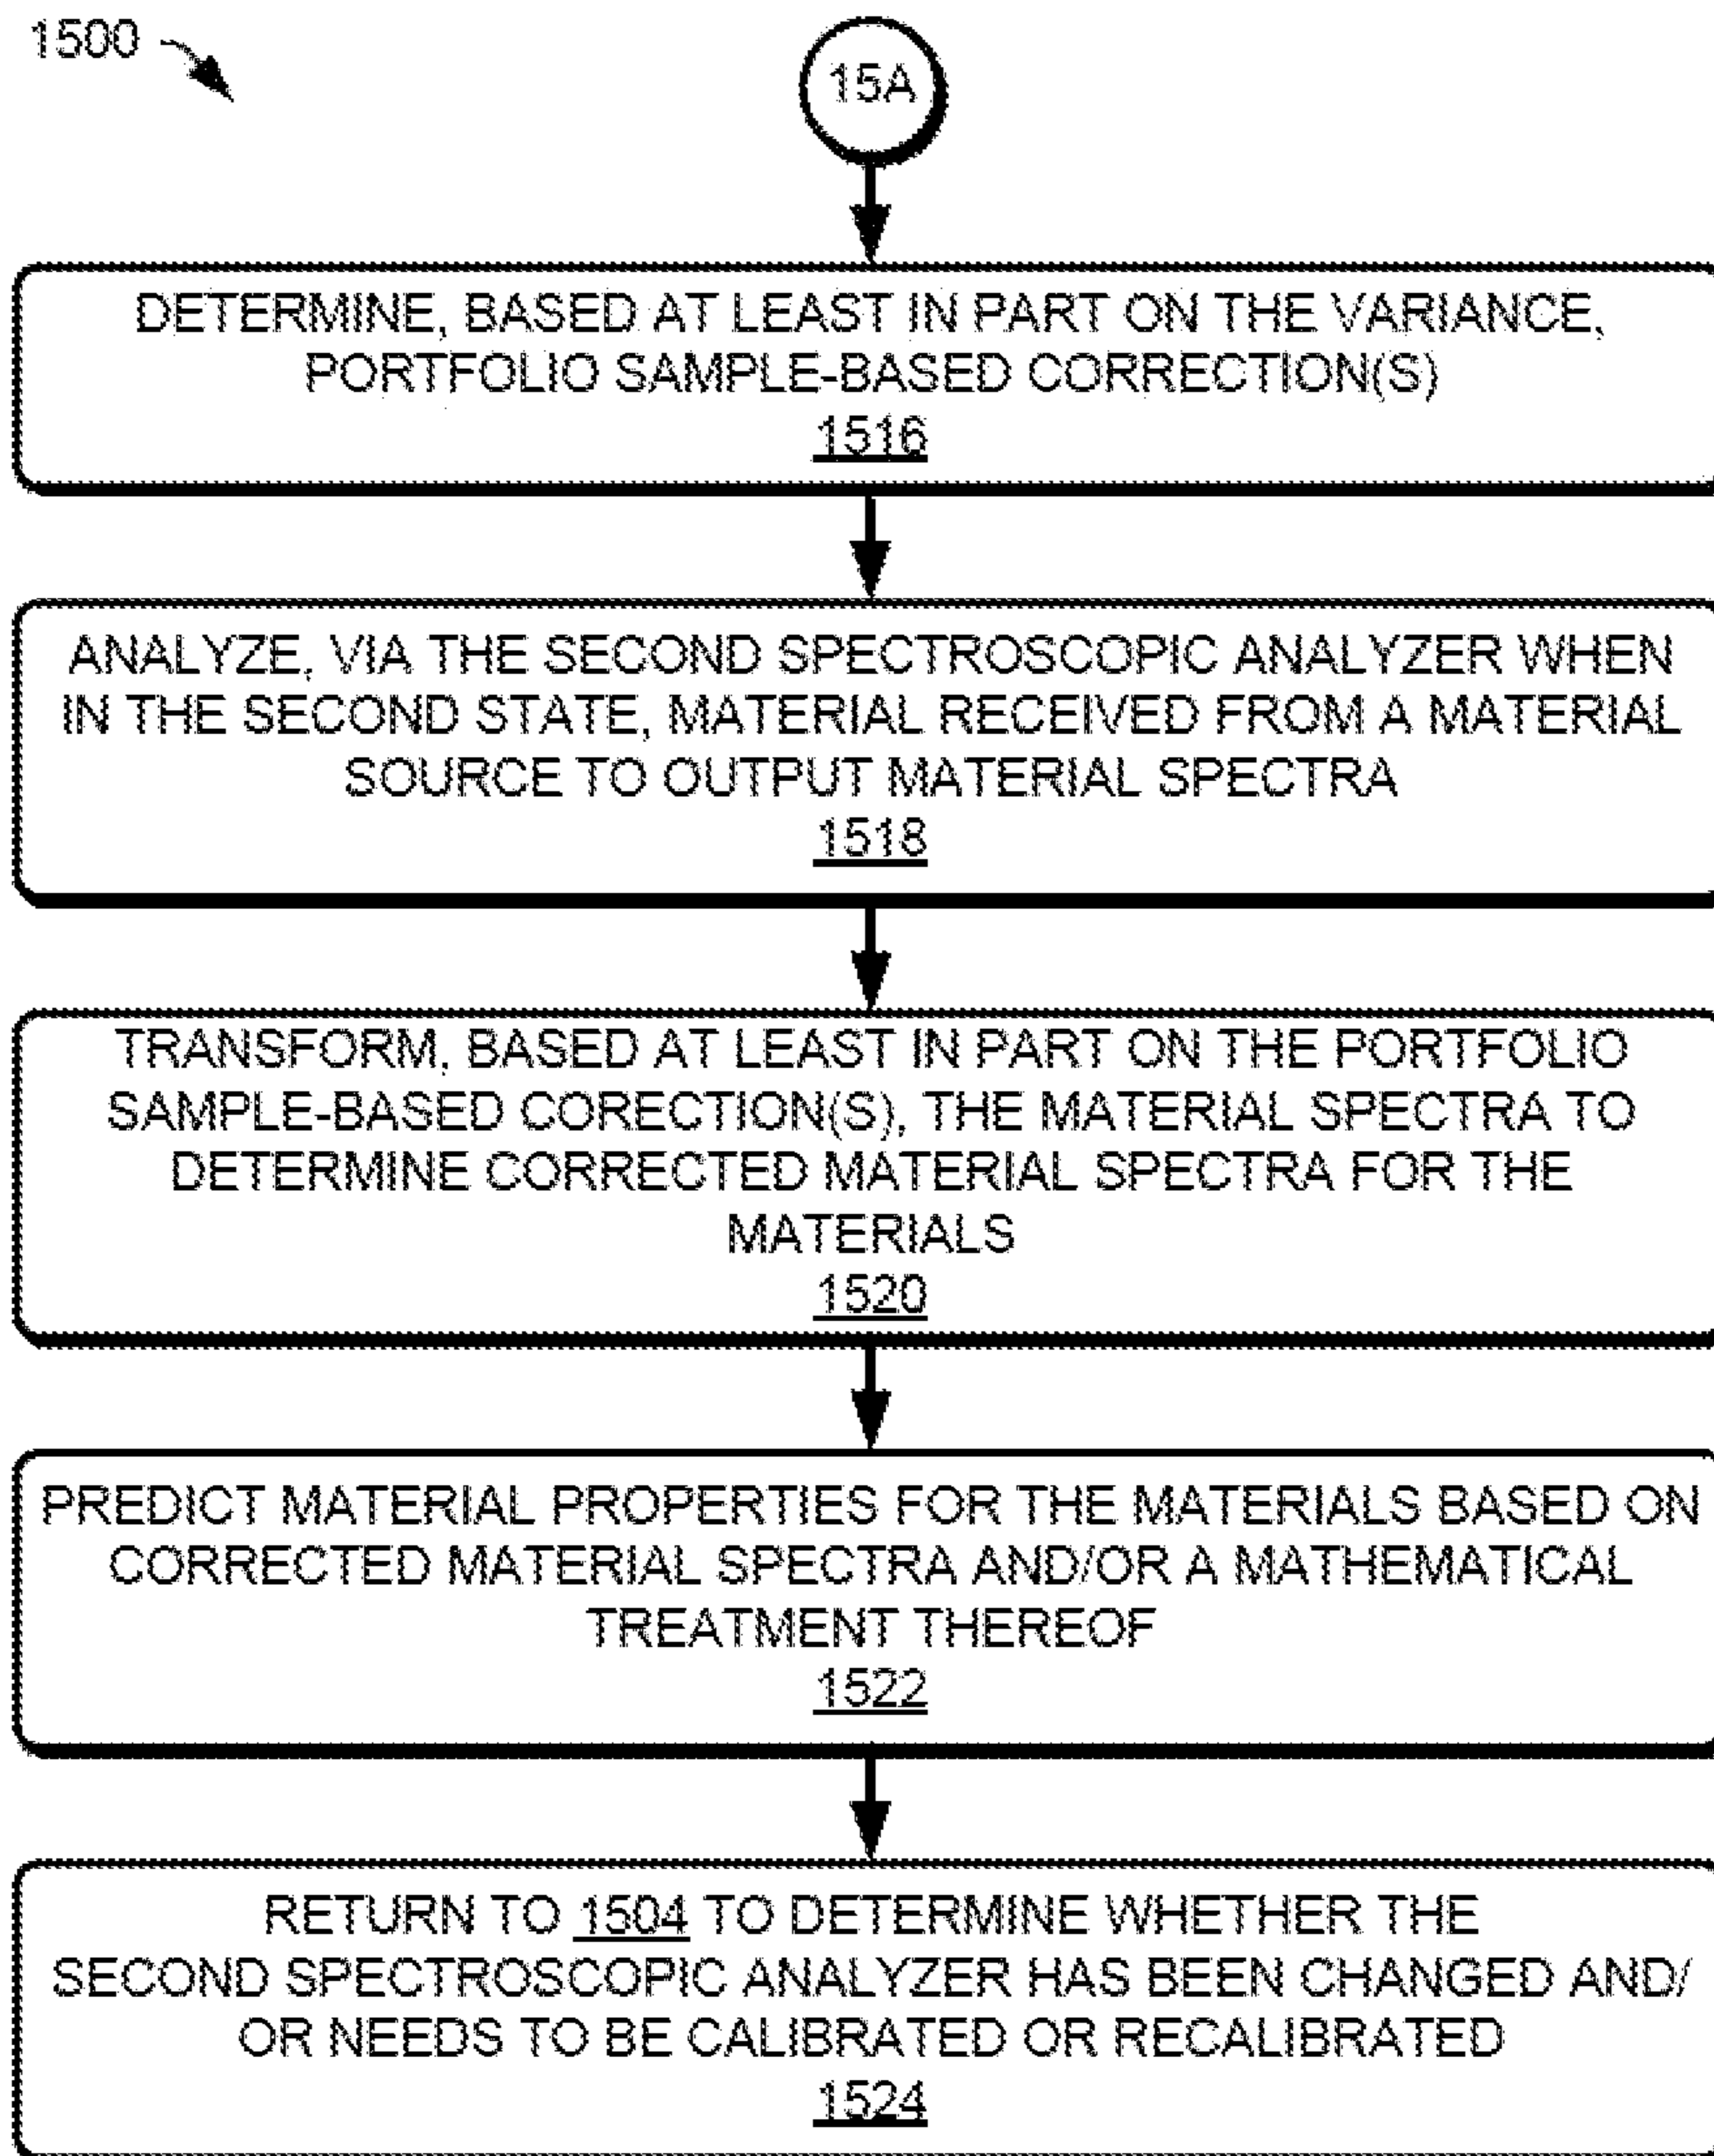 1500
15A
DETERMINE, BASED AT LEAST IN PART ON THE VARIANCE,
PORTFOLIO SAMPLE-BASED CORRECTION(S)
1516
ANALYZE, VIA THE SECOND SPECTROSCOPIC ANALYZER WHEN
IN THE SECOND STATE, MATERIAL RECEIVED FROM A MATERIAL
SOURCE TO OUTPUT MATERIAL SPECTRA
1518
TRANSFORM, BASED AT LEAST IN PART ON THE PORTFOLIO
SAMPLE-BASED CORECTION(S), THE MATERIAL SPECTRA TO
DETERMINE CORRECTED MATERIAL SPECTRA FOR THE
MATERIALS
1520
PREDICT MATERIAL PROPERTIES FOR THE MATERIALS BASED ON
CORRECTED MATERIAL SPECTRA AND/OR A MATHEMATICAL
TREATMENT THEREOF
1522
RETURN TO 1504 TO DETERMINE WHETHER THE
SECOND SPECTROSCOPIC ANALYZER HAS BEEN CHANGED AND/
OR NEEDS TO BE CALIBRATED OR RECALIBRATED
1524